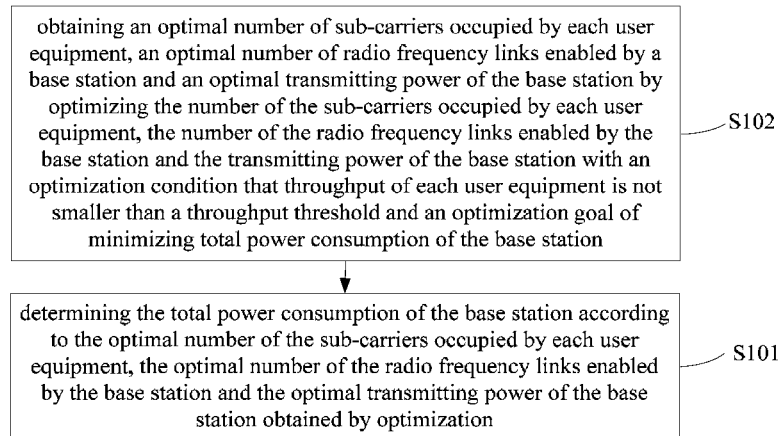 obtaining an optimal number of sub-carriers occupied by each user
equipment, an optimal number of radio frequency links enabled by a
base station and an optimal transmitting power of the base station by
optimizing the number of the sub-carriers occupied by each user
equipment, the number of the radio frequency links enabled by the
base station and the transmitting power of the base station with an
optimization condition that throughput of each user equipment is not
smaller than a throughput threshold and an optimization goal of
minimizing total power consumption of the base station
S102
determining the total power consumption of the base station according
to the optimal number of the sub-carriers occupied by each user
equipment, the optimal number of the radio frequency links enabled
by the base station and the optimal transmitting power of the base
station obtained by optimization
S101